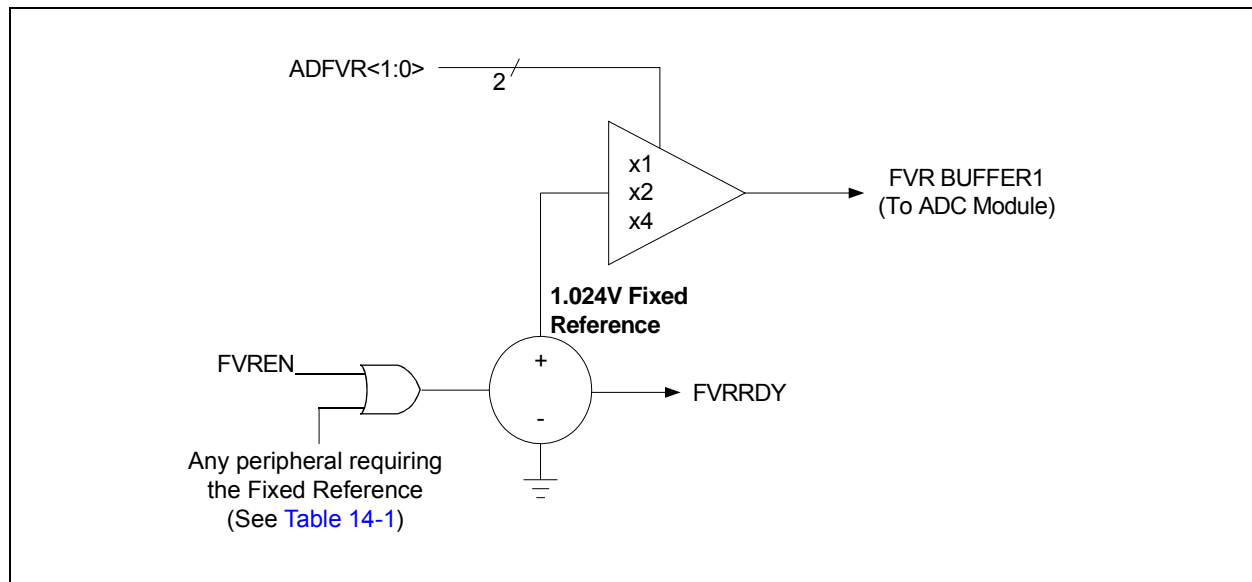 ADFVR<1:0>
2
x1
x2
x4
FVR BUFFER1
(To ADC Module)
1.024V Fixed
Reference
FVREN
+
-
FVRRDY
Any peripheral requiring
the Fixed Reference
(See Table 14-1)